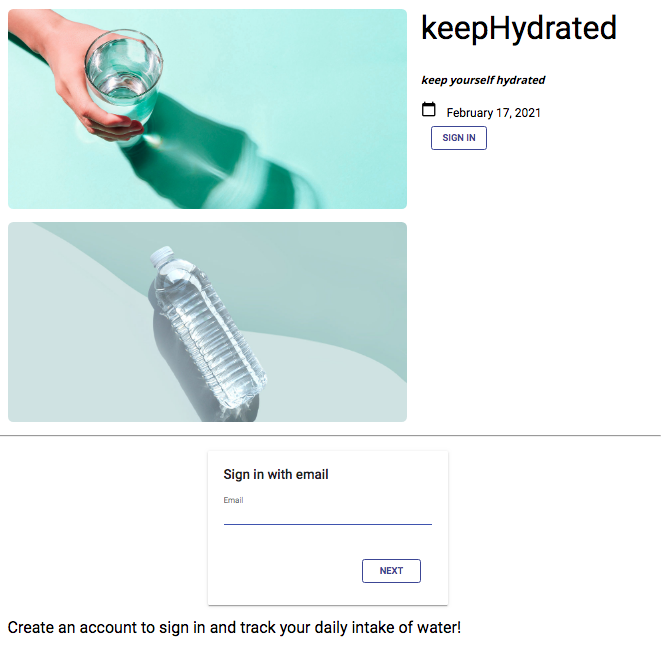 keepHydrated
keep yourself hydrated
February 17, 2021
SIGN IN
Sign in with email
Email
NEXT
Create an account to sign in and track your daily intake of water!